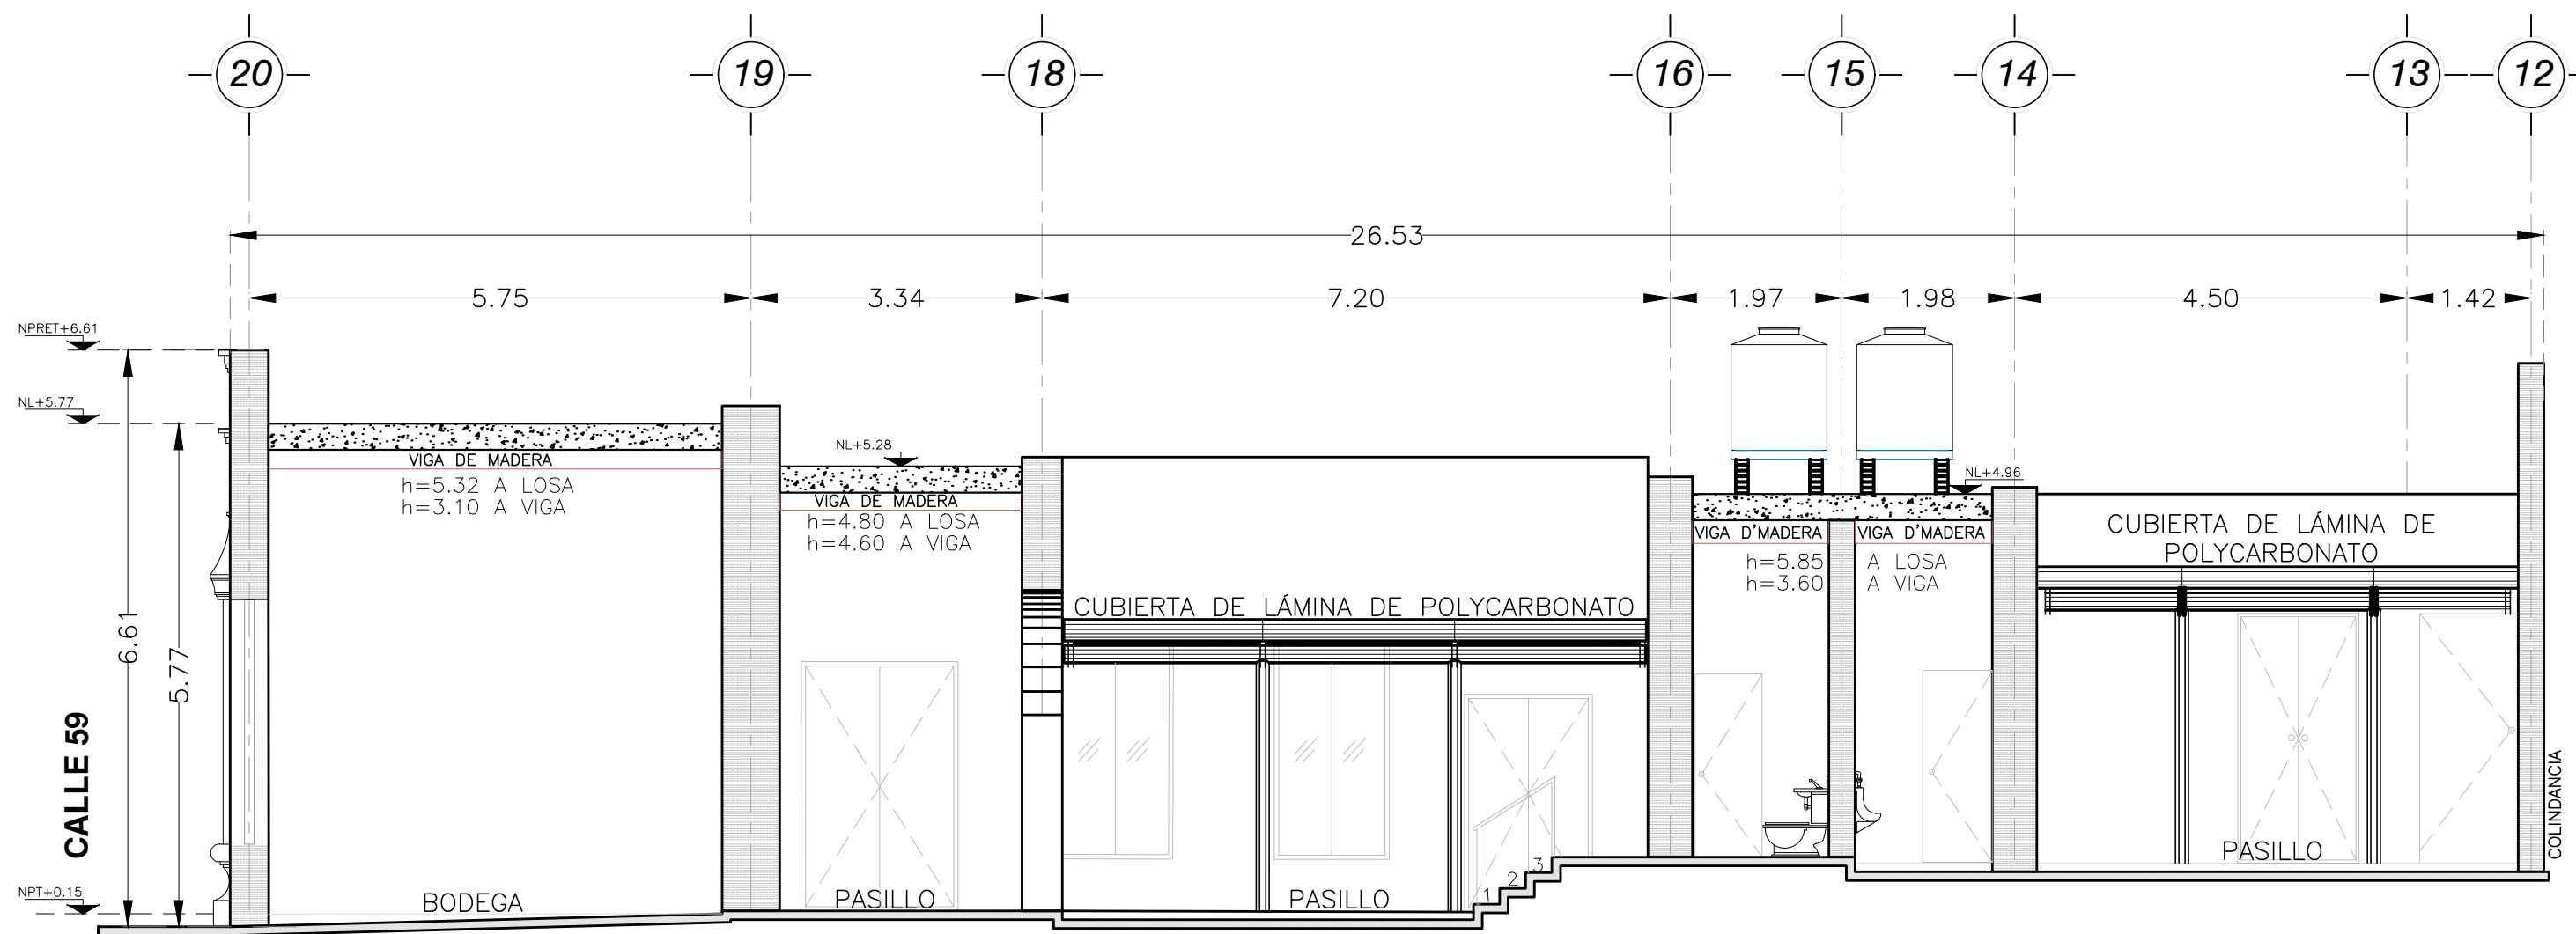 20 19 18 16 15 14 13 12
26.53
5.75 3.34 7.20 1.97 1.98 4.50 1.42
NPRET+6.61
NL+5.77
NL+5.28
VIGA DE MADERA
h=5.32 A LOSA
h=3.10 A VIGA
VIGA DE MADERA
h=4.80 A LOSA
h=4.60 A VIGA
NL+4.96
VIGA D'MADERA VIGA D'MADERA
h=5.85 A LOSA
h=3.60 A VIGA
CUBIERTA DE LÁMINA DE
POLYCARBONATO
CUBIERTA DE LÁMINA DE POLYCARBONATO
6.61
5.77
CALLE 59
NPT+0.15
BODEGA
PASILLO
PASILLO
1
2
3
PASILLO
COLINDANCIA